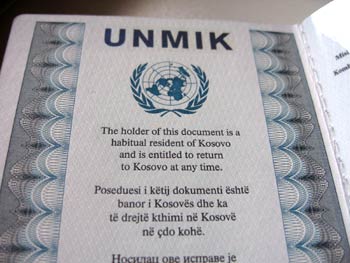 UNMIK
The holder of this document is a
habitual resident of Kosovo
and is entitled to return
to Kosovo at any time.
Poseduesi i këtij dokumenti është
banor i Kosovës dhe ka
të drejtë kthimi në Kosovë
në çdo kohë.
Носилац ове исправе је